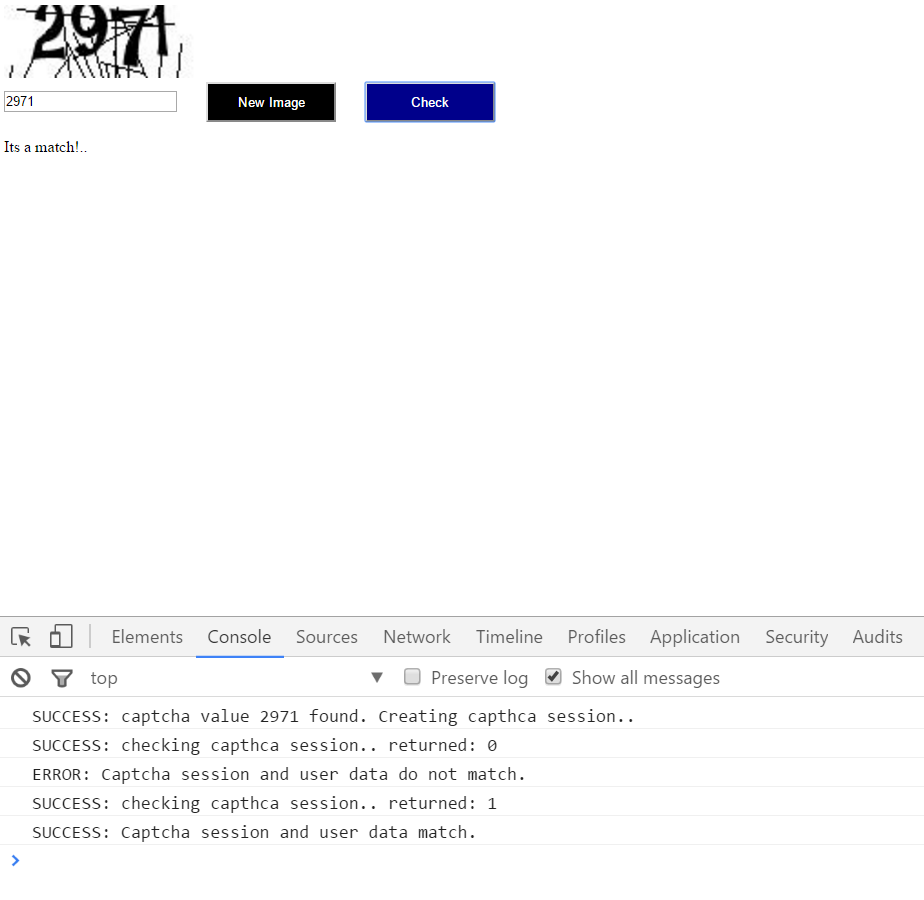 2971
2971 New Image Check
Its a match!..
Elements Console Sources Network Timeline Profiles Application Security Audits
top Preserve log Show all messages
SUCCESS: captcha value 2971 found. Creating capthca session..
SUCCESS: checking capthca session.. returned: 0
ERROR: Captcha session and user data do not match.
SUCCESS: checking capthca session.. returned: 1
SUCCESS: Captcha session and user data match.